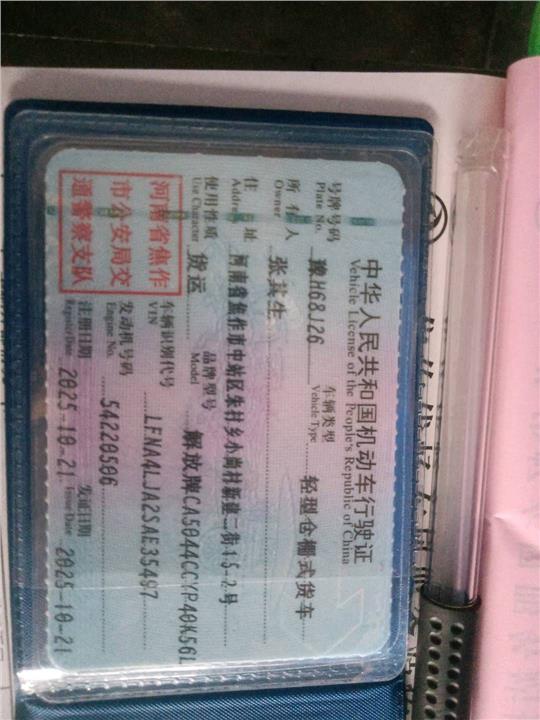 中华人民共和国机动车行驶证
Vehicle License of the People's Republic of China
号牌号码 豫H68J26 车辆类型 轻型仓栅式货车
Plate No. Vehicle Type
所有人 张其生
Owner
住址 河南省焦作市中站区朱村乡小尚村新业二街15-2号
Address
使用性质 货运 品牌型号 解放牌CA5044CCYP40K56L
Use Character Model
河南省焦作
市公安局交
通警察支队
车辆识别代号 LFNA4LJA2SAE35497
VIN
发动机号码 54220506
Engine No.
注册日期 2025-10-21 发证日期 2025-10-21
Register Date Issue Date